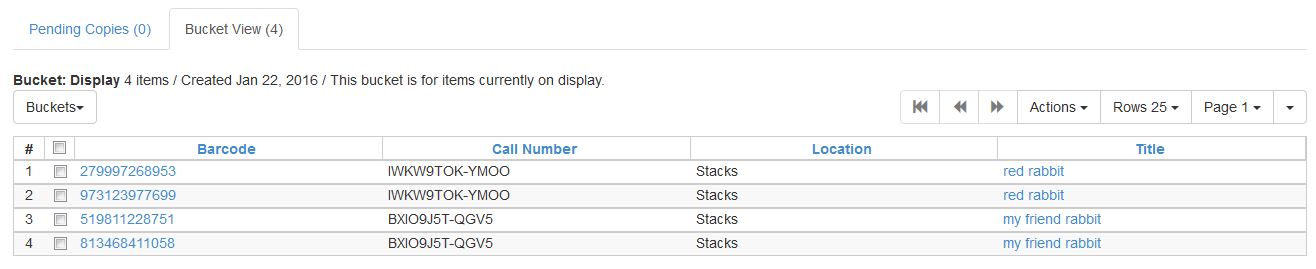 Pending Copies (0) Bucket View (4)
Bucket: Display 4 items / Created Jan 22, 2016 / This bucket is for items currently on display.
Buckets Actions Rows 25 Page 1
# Barcode Call Number Location Title
1 279997268953 IWKW9TOK-YMOO Stacks red rabbit
2 973123977699 IWKW9TOK-YMOO Stacks red rabbit
3 519811228751 BXIO9J5T-QGV5 Stacks my friend rabbit
4 813468411058 BXIO9J5T-QGV5 Stacks my friend rabbit